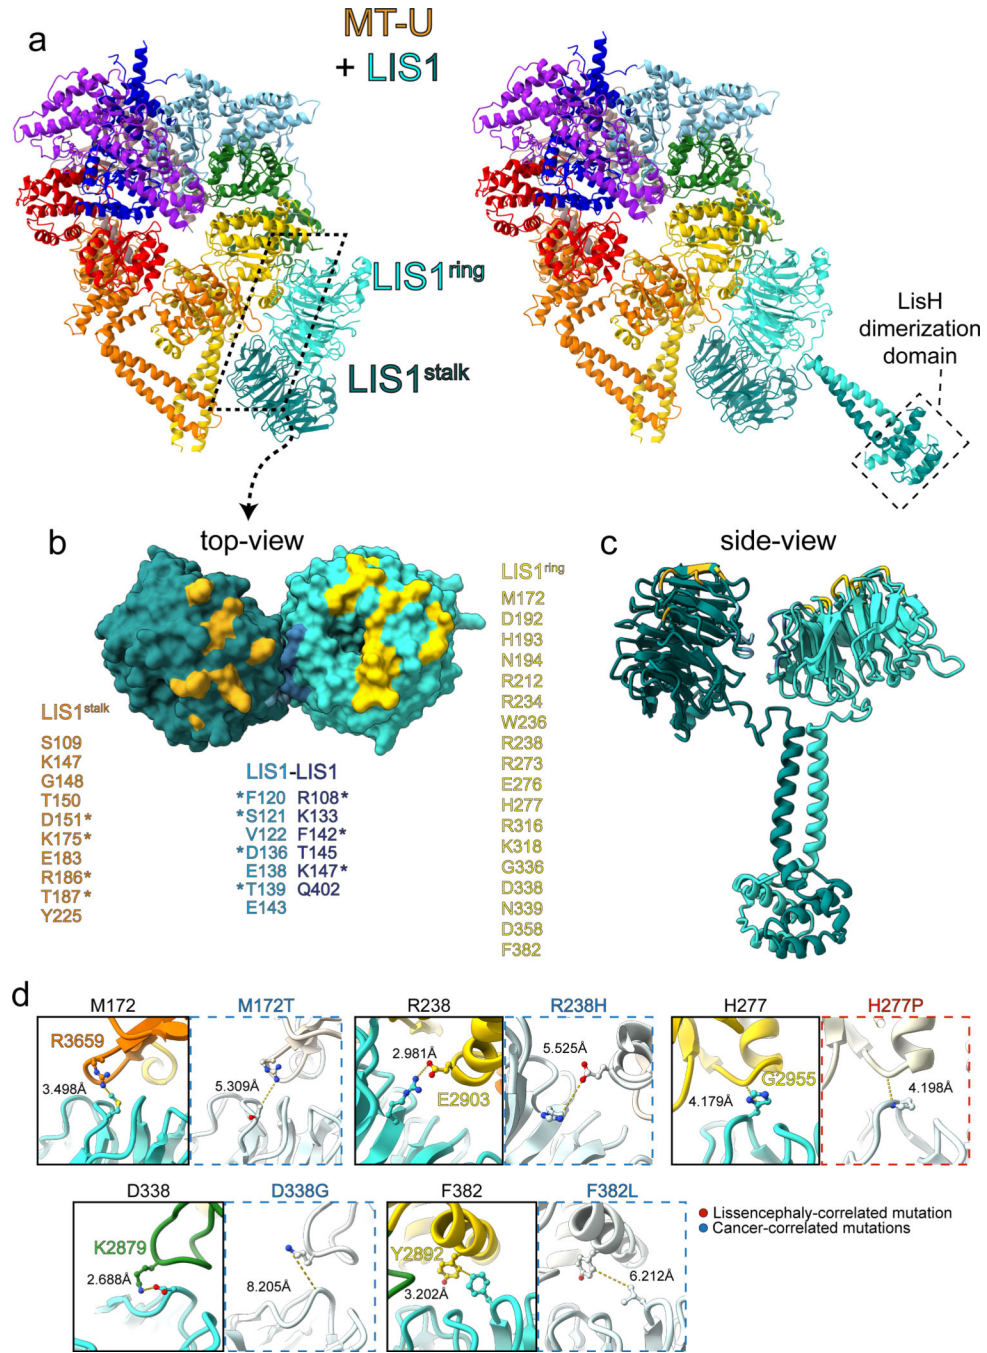 a
MT-U
+ LIS1
LIS1ring
LIS1stalk
LisH
dimerization
domain
b
top-view
c
side-view
LIS1ring
M172
D192
H193
N194
R212
R234
W236
R238
R273
E276
H277
R316
K318
G336
D338
N339
D358
F382
LIS1stalk
S109
K147
G148
T150
D151*
K175*
E183
R186*
T187*
Y225
LIS1-LIS1
*F120 R108*
*S121 K133
V122 F142*
*D136 T145
E138 K147*
*T139 Q402
E143
d
M172
M172T
R238
R238H
H277
H277P
R3659
3.498Å
5.309Å
2.981Å
E2903
5.525Å
G2955
4.179Å
4.198Å
D338
D338G
F382
F382L
K2879
2.688Å
8.205Å
Y2892
3.202Å
6.212Å
Lissencephaly-correlated mutation
Cancer-correlated mutations